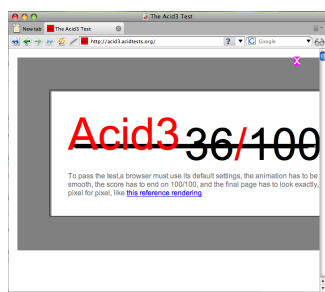 The Acid3 Test
New tab The Acid3 Test
http://acid3.acidtests.org/ ? Google
X
Acid3 36/100
To pass the test,a browser must use its default settings, the animation has to be
smooth, the score has to end on 100/100, and the final page has to look exactly,
pixel for pixel, like this reference rendering.